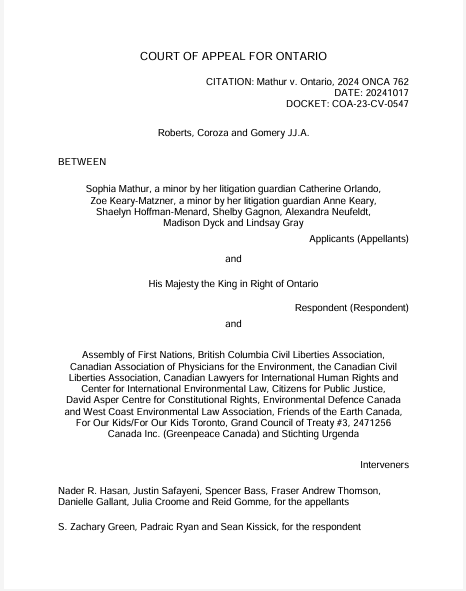 COURT OF APPEAL FOR ONTARIO
CITATION: Mathur v. Ontario, 2024 ONCA 762
DATE: 20241017
DOCKET: COA-23-CV-0547
Roberts, Coroza and Gomery JJ.A.
BETWEEN
Sophia Mathur, a minor by her litigation guardian Catherine Orlando,
Zoe Keary-Matzner, a minor by her litigation guardian Anne Keary,
Shaelyn Hoffman-Menard, Shelby Gagnon, Alexandra Neufeldt,
Madison Dyck and Lindsay Gray
Applicants (Appellants)
and
His Majesty the King in Right of Ontario
Respondent (Respondent)
and
Assembly of First Nations, British Columbia Civil Liberties Association,
Canadian Association of Physicians for the Environment, the Canadian Civil
Liberties Association, Canadian Lawyers for International Human Rights and
Center for International Environmental Law, Citizens for Public Justice,
David Asper Centre for Constitutional Rights, Environmental Defence Canada
and West Coast Environmental Law Association, Friends of the Earth Canada,
For Our Kids/For Our Kids Toronto, Grand Council of Treaty #3, 2471256
Canada Inc. (Greenpeace Canada) and Stichting Urgenda
Interveners
Nader R. Hasan, Justin Safayeni, Spencer Bass, Fraser Andrew Thomson,
Danielle Gallant, Julia Croome and Reid Gomme, for the appellants
S. Zachary Green, Padraic Ryan and Sean Kissick, for the respondent